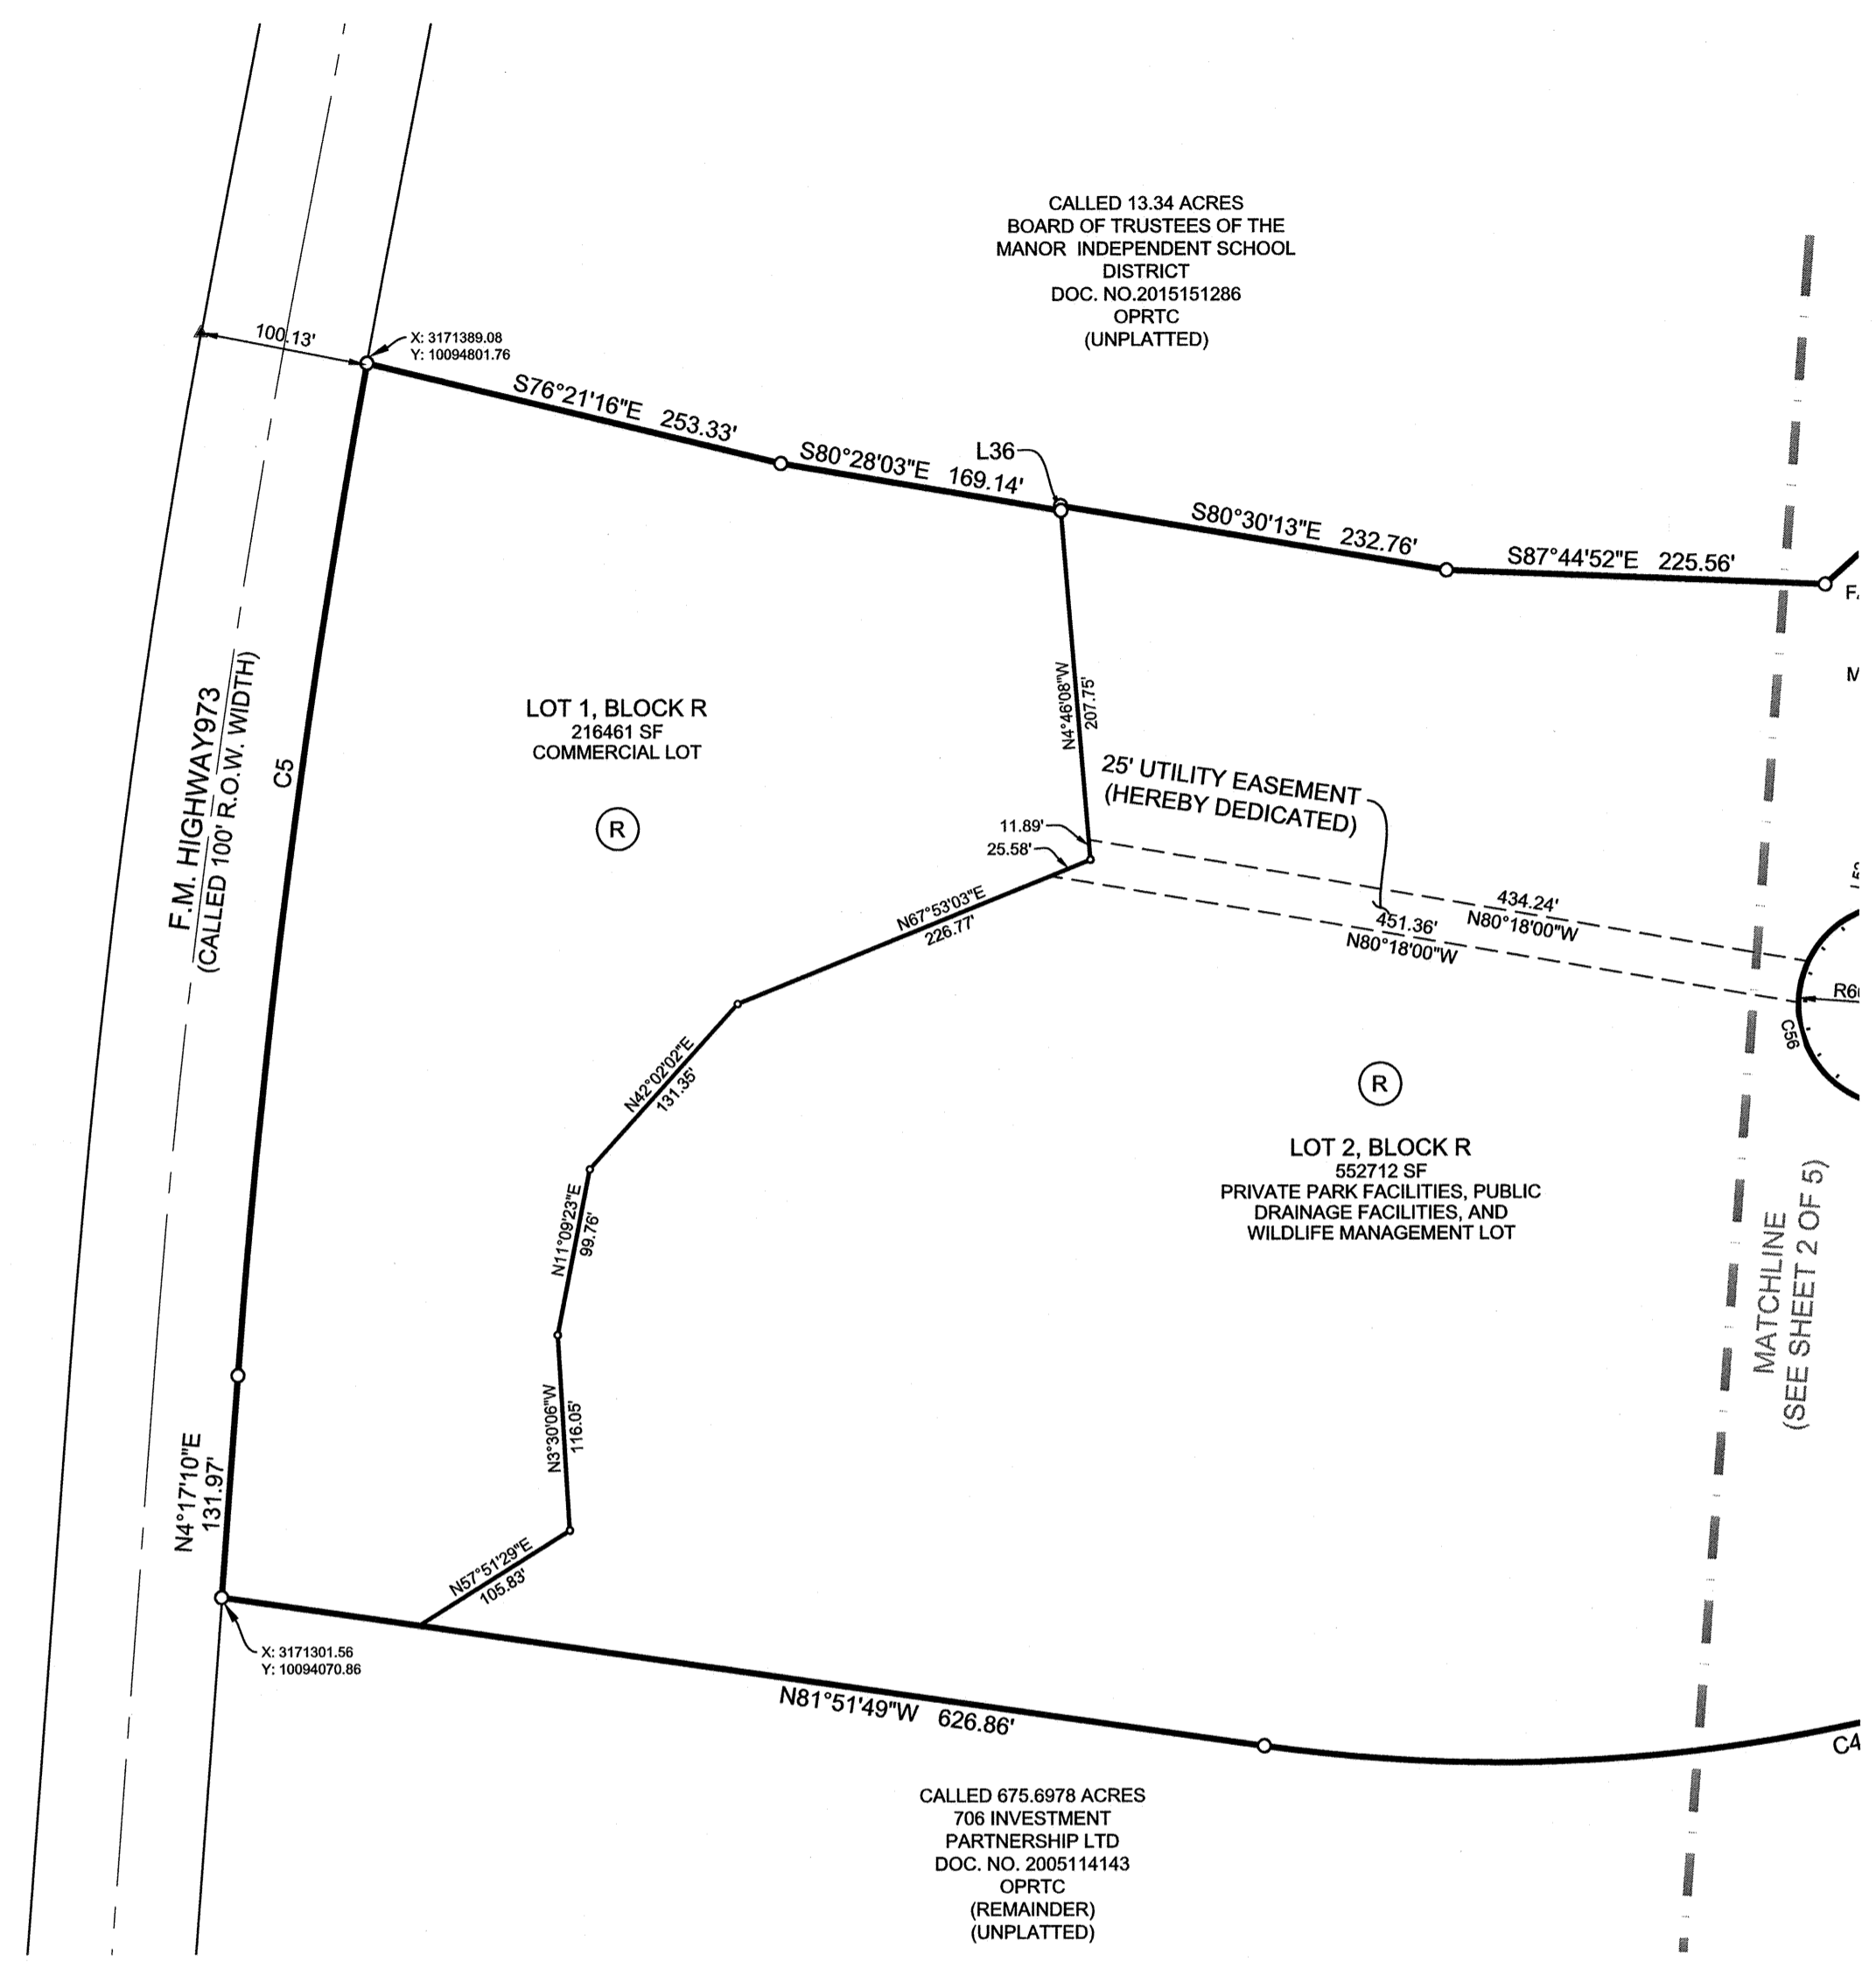 CALLED 13.34 ACRES
BOARD OF TRUSTEES OF THE
MANOR INDEPENDENT SCHOOL
DISTRICT
DOC. NO.2015151286
OPRTC
(UNPLATTED)
100.13'
X: 3171389.08
Y: 10094801.76
S76°21'16"E 253.33'
S80°28'03"E 169.14'
L36
S80°30'13"E 232.76'
S87°44'52"E 225.56'
F.M. HIGHWAY973
(CALLED 100' R.O.W. WIDTH)
C5
LOT 1, BLOCK R
216461 SF
COMMERCIAL LOT
R
N4°46'08"W
207.75'
25' UTILITY EASEMENT
(HEREBY DEDICATED)
11.89'
25.58'
434.24'
N80°18'00"W
451.36'
N80°18'00"W
N67°53'03"E
226.77'
C56
N42°02'02"E
131.35'
R
LOT 2, BLOCK R
552712 SF
PRIVATE PARK FACILITIES, PUBLIC
DRAINAGE FACILITIES, AND
WILDLIFE MANAGEMENT LOT
MATCHLINE
(SEE SHEET 2 OF 5)
N11°09'23"E
99.76'
N3°30'06"W
116.05'
N4°17'10"E
131.97'
N57°51'29"E
105.83'
X: 3171301.56
Y: 10094070.86
N81°51'49"W 626.86'
CALLED 675.6978 ACRES
706 INVESTMENT
PARTNERSHIP LTD
DOC. NO. 2005114143
OPRTC
(REMAINDER)
(UNPLATTED)